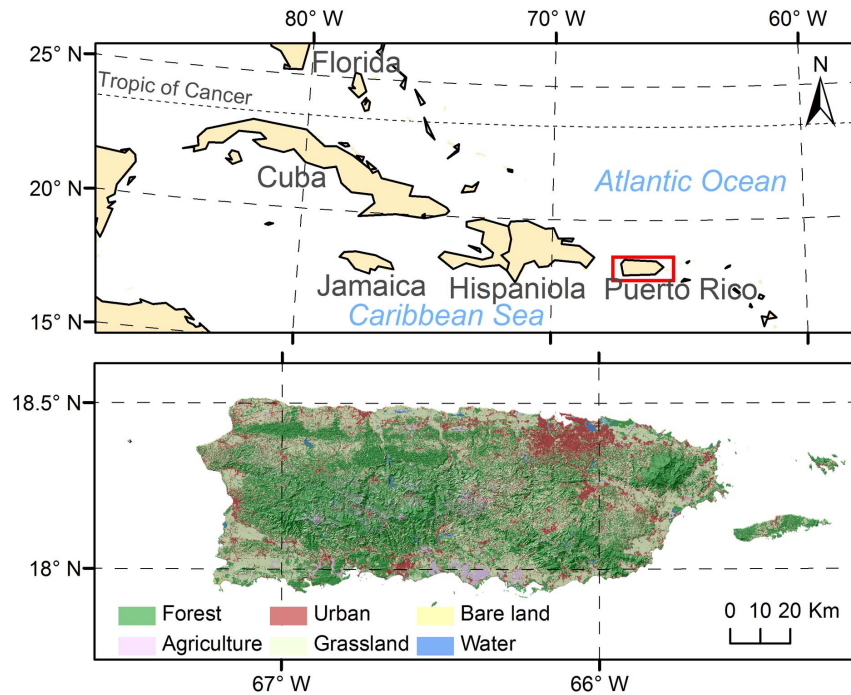 80° W 70° W 60° W
25° N
Florida
N
Tropic of Cancer
Cuba
20° N
Atlantic Ocean
Jamaica Hispaniola Puerto Rico
Caribbean Sea
15° N
18.5° N
18° N
Forest Urban Bare land
0 10 20 Km
Agriculture Grassland Water
67° W 66° W